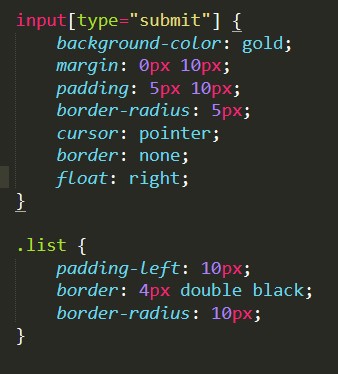 input[type="submit"] {
    background-color: gold;
    margin: 0px 10px;
    padding: 5px 10px;
    border-radius: 5px;
    cursor: pointer;
    border: none;
    float: right;
}

.list {
    padding-left: 10px;
    border: 4px double black;
    border-radius: 10px;
}